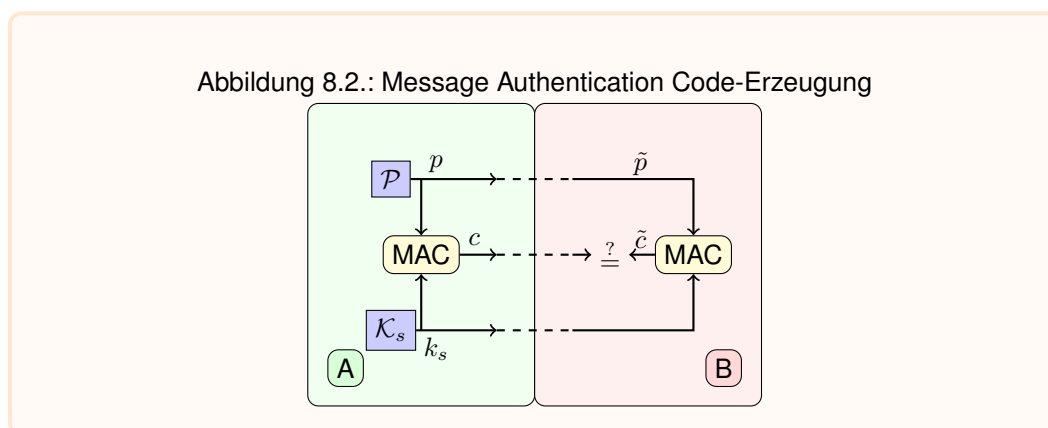 Abbildung 8.2.: Message Authentication Code-Erzeugung
𝒫 p p̃
MAC c ≟ c̃ MAC
𝒦ₛ kₛ
A B